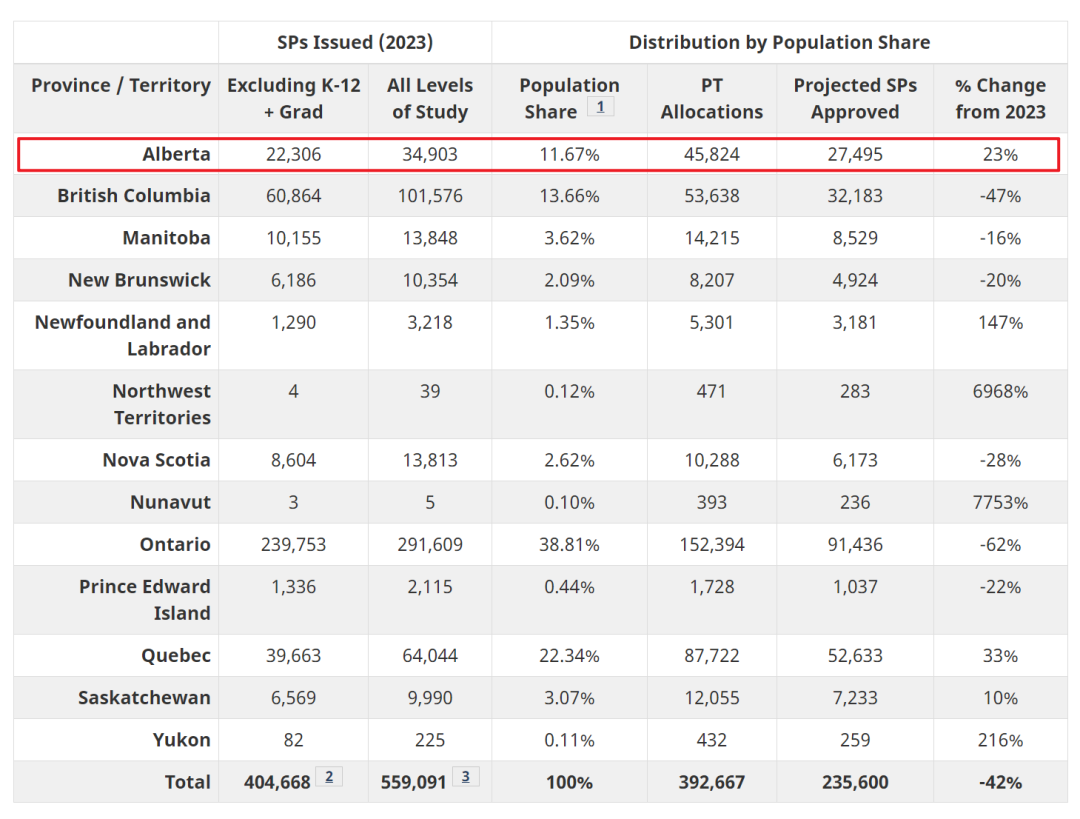 SPs Issued (2023) Distribution by Population Share
Province / Territory Excluding K-12 All Levels Population PT Projected SPs % Change
+ Grad of Study Share 1 Allocations Approved from 2023
Alberta 22,306 34,903 11.67% 45,824 27,495 23%
British Columbia 60,864 101,576 13.66% 53,638 32,183 -47%
Manitoba 10,155 13,848 3.62% 14,215 8,529 -16%
New Brunswick 6,186 10,354 2.09% 8,207 4,924 -20%
Newfoundland and 1,290 3,218 1.35% 5,301 3,181 147%
Labrador
Northwest 4 39 0.12% 471 283 6968%
Territories
Nova Scotia 8,604 13,813 2.62% 10,288 6,173 -28%
Nunavut 3 5 0.10% 393 236 7753%
Ontario 239,753 291,609 38.81% 152,394 91,436 -62%
Prince Edward 1,336 2,115 0.44% 1,728 1,037 -22%
Island
Quebec 39,663 64,044 22.34% 87,722 52,633 33%
Saskatchewan 6,569 9,990 3.07% 12,055 7,233 10%
Yukon 82 225 0.11% 432 259 216%
Total 404,668 2 559,091 3 100% 392,667 235,600 -42%